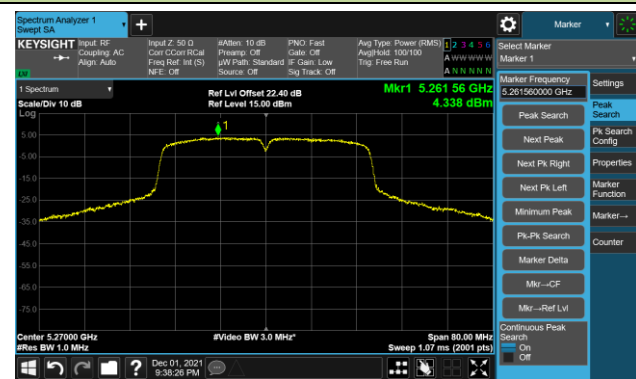 Spectrum Analyzer 1
Swept SA
+
Marker
KEYSIGHT
Input: RF
Coupling: AC
Align: Auto
Input Z: 50 Ω
Corr CCorr RCal
Freq Ref: Int (S)
NFE: Off
#Atten: 10 dB
Preamp: Off
µW Path: Standard
Source: Off
PNO: Fast
Gate: Off
IF Gain: Low
Sig Track: Off
Avg Type: Power (RMS)
Avg|Hold: 100/100
Trig: Free Run
1 2 3 4 5 6
A W W W W W
A N N N N N
LXI
Select Marker
Marker 1
1 Spectrum
Scale/Div 10 dB
Log
Ref Lvl Offset 22.40 dB
Ref Level 15.00 dBm
Mkr1 5.261 56 GHz
4.338 dBm
1
5.00
-5.00
-15.0
-25.0
-35.0
-45.0
-55.0
-65.0
-75.0
Center 5.27000 GHz
#Res BW 1.0 MHz
#Video BW 3.0 MHz*
Span 80.00 MHz
Sweep 1.07 ms (2001 pts)
Marker Frequency
5.261560000 GHz
Peak Search
Next Peak
Next Pk Right
Next Pk Left
Minimum Peak
Pk-Pk Search
Marker Delta
Mkr→CF
Mkr→Ref Lvl
Continuous Peak
Search
On
Off
Settings
Peak
Search
Pk Search
Config
Properties
Marker
Function
Marker→
Counter
?
Dec 01, 2021
9:38:26 PM